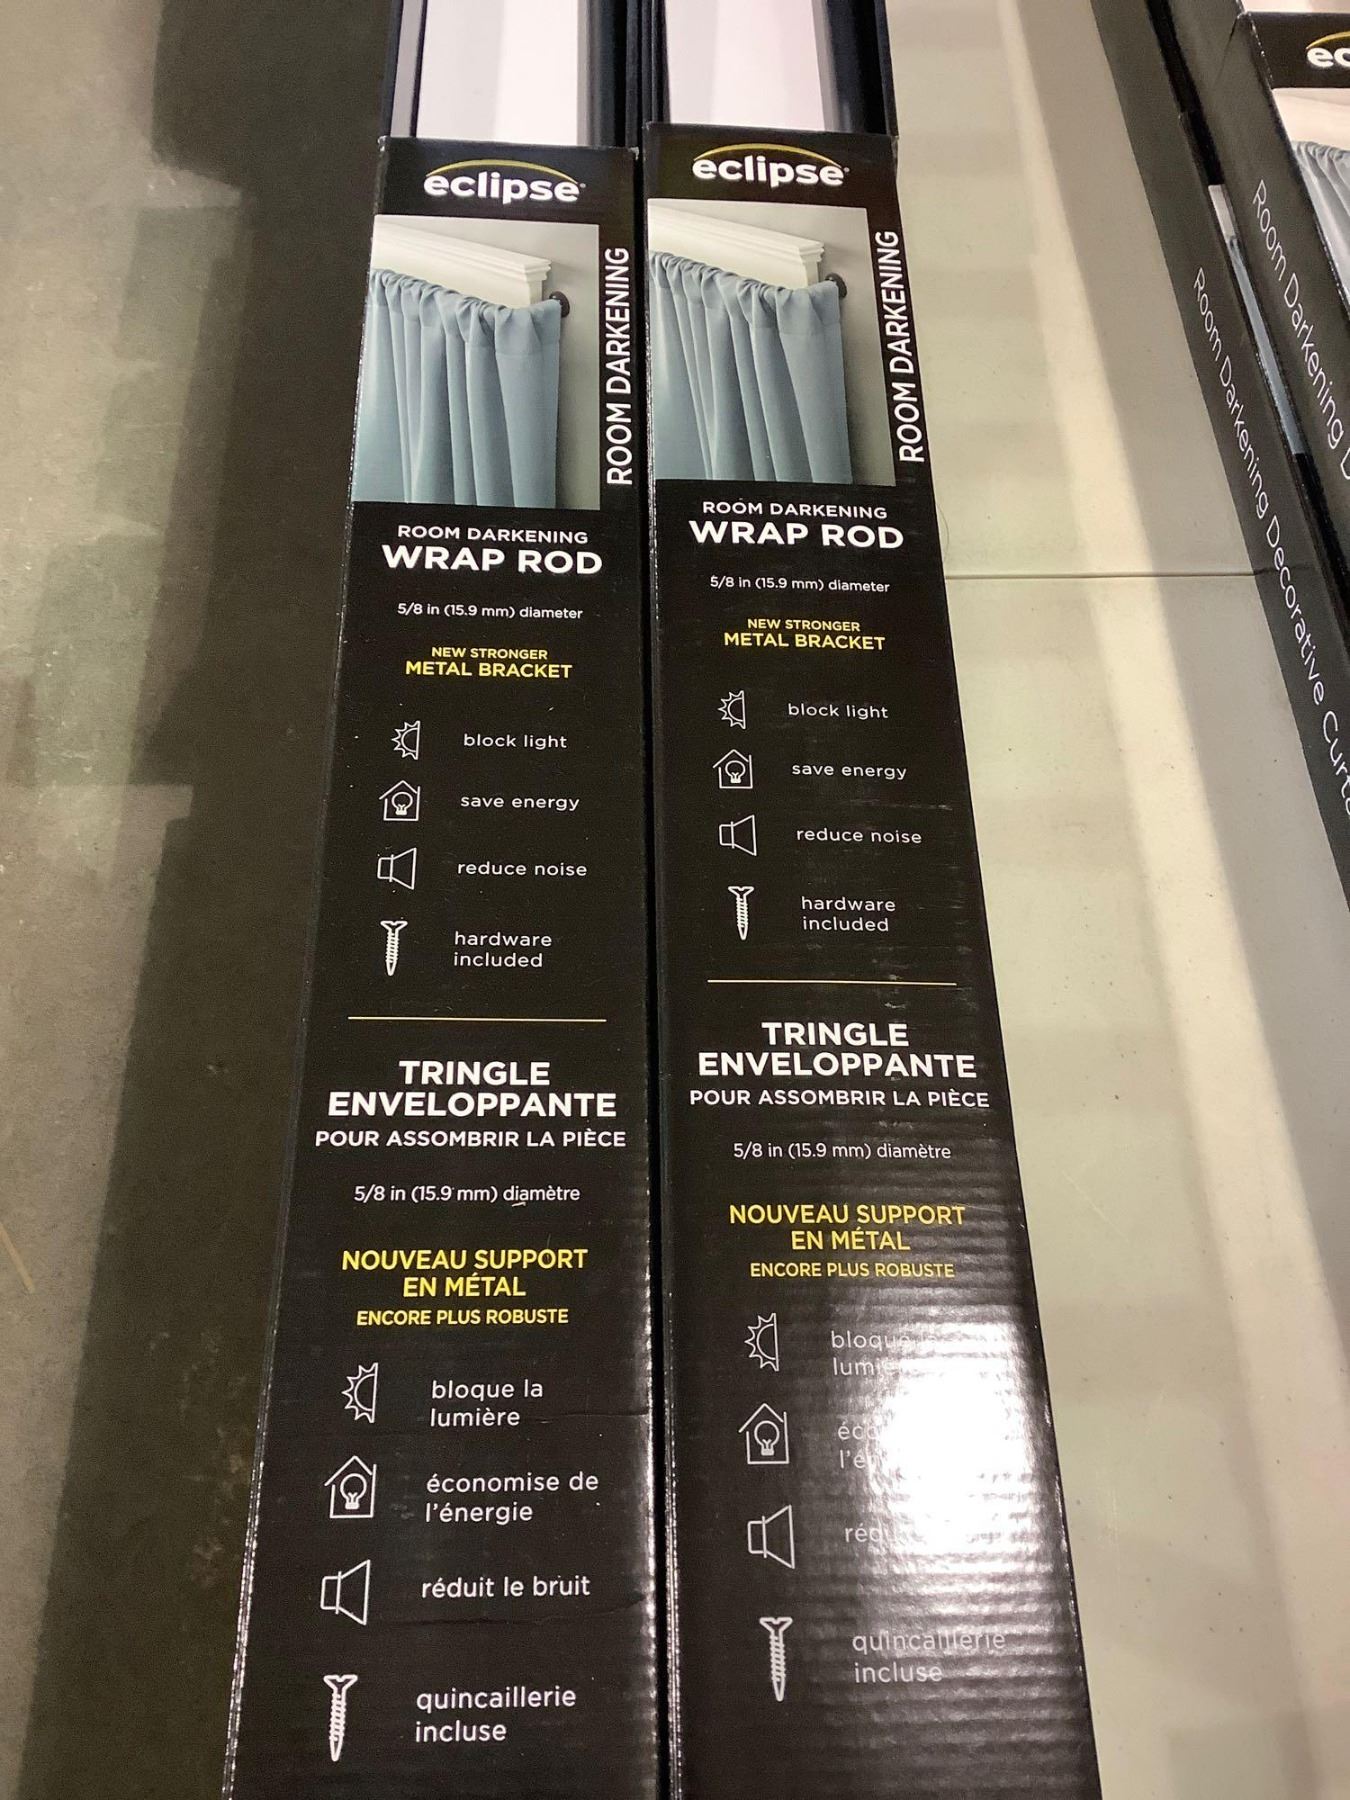 eclipse
ROOM DARKENING
ROOM DARKENING
WRAP ROD
5/8 in (15.9 mm) diameter
NEW STRONGER
METAL BRACKET
block light
save energy
reduce noise
hardware
included
TRINGLE
ENVELOPPANTE
POUR ASSOMBRIR LA PIÈCE
5/8 in (15.9 mm) diamètre
NOUVEAU SUPPORT
EN MÉTAL
ENCORE PLUS ROBUSTE
bloque la
lumière
économise de
l'énergie
réduit le bruit
quincaillerie
incluse
eclipse
ROOM DARKENING
ROOM DARKENING
WRAP ROD
5/8 in (15.9 mm) diameter
NEW STRONGER
METAL BRACKET
block light
save energy
reduce noise
hardware
included
TRINGLE
ENVELOPPANTE
POUR ASSOMBRIR LA PIÈCE
5/8 in (15.9 mm) diamètre
NOUVEAU SUPPORT
EN MÉTAL
ENCORE PLUS ROBUSTE
quincaillerie
incluse
Room Darkening
Room Darkening Decorative